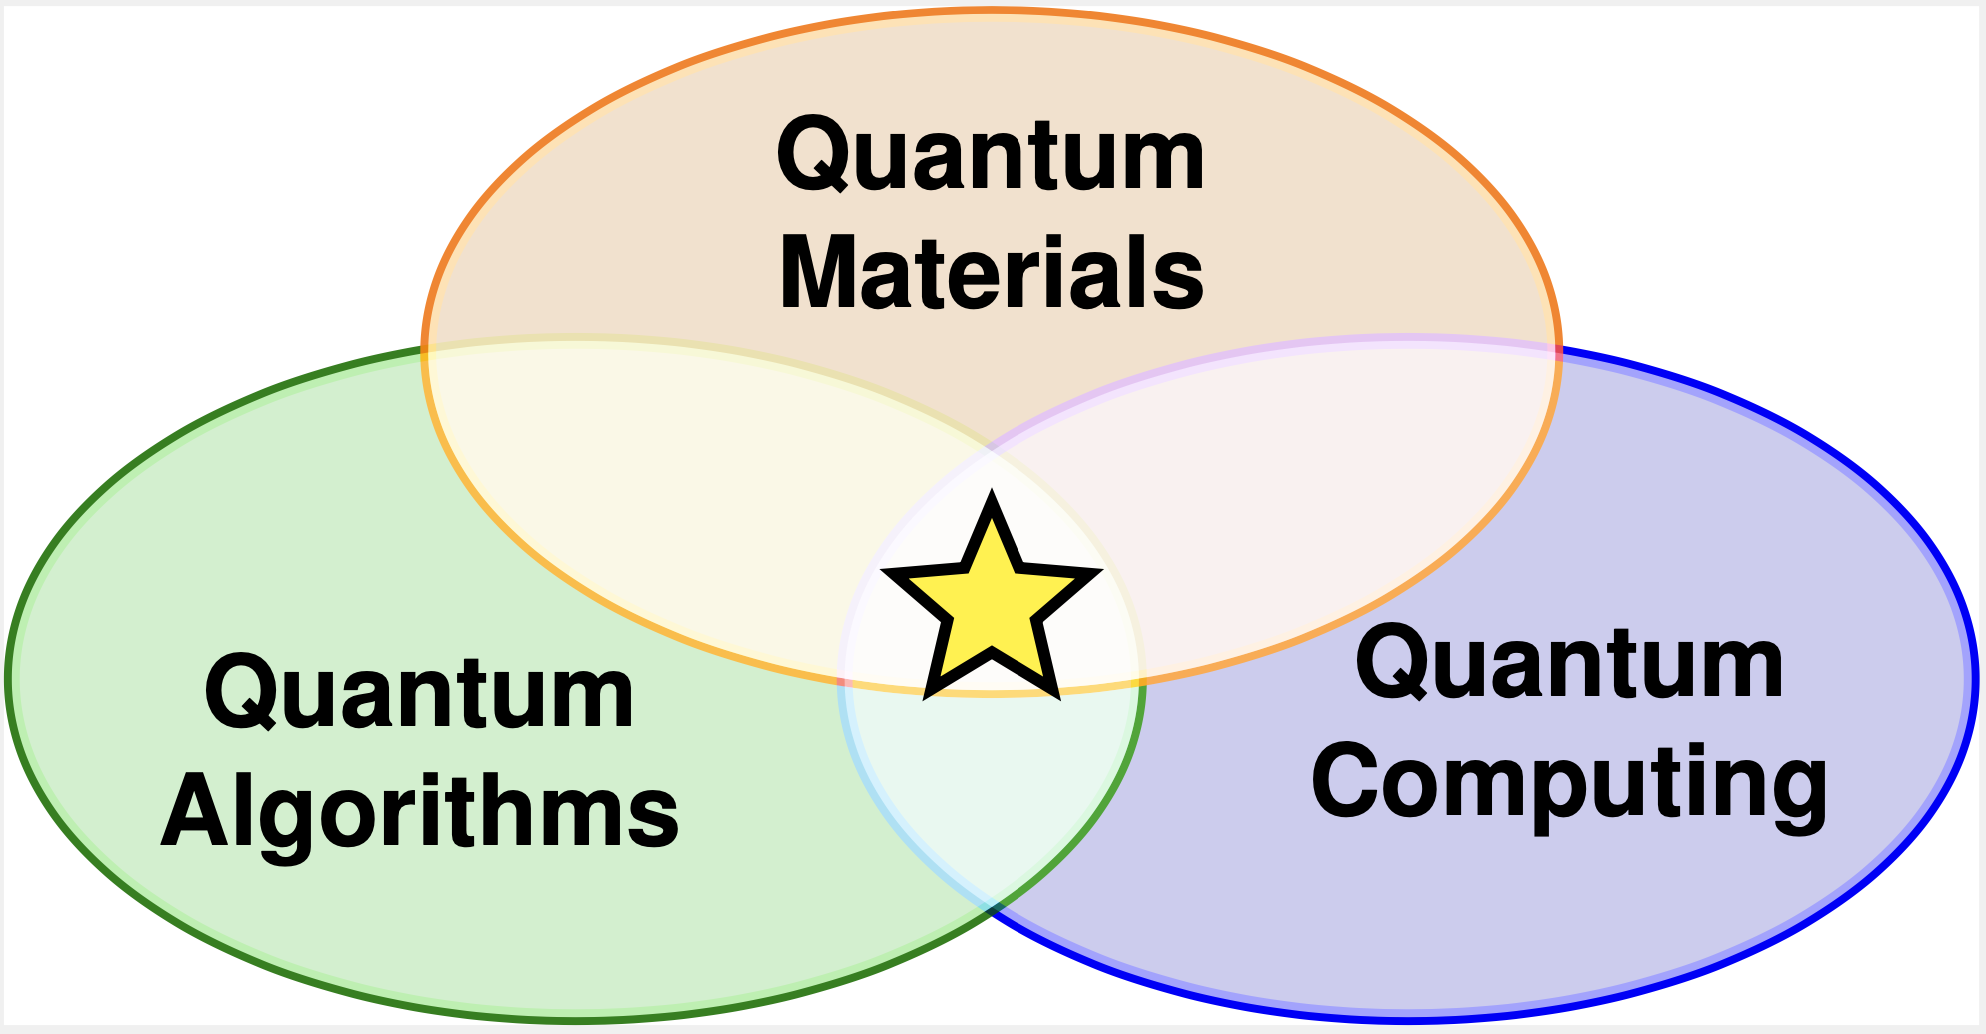 Quantum
Materials
Quantum
Algorithms
Quantum
Computing